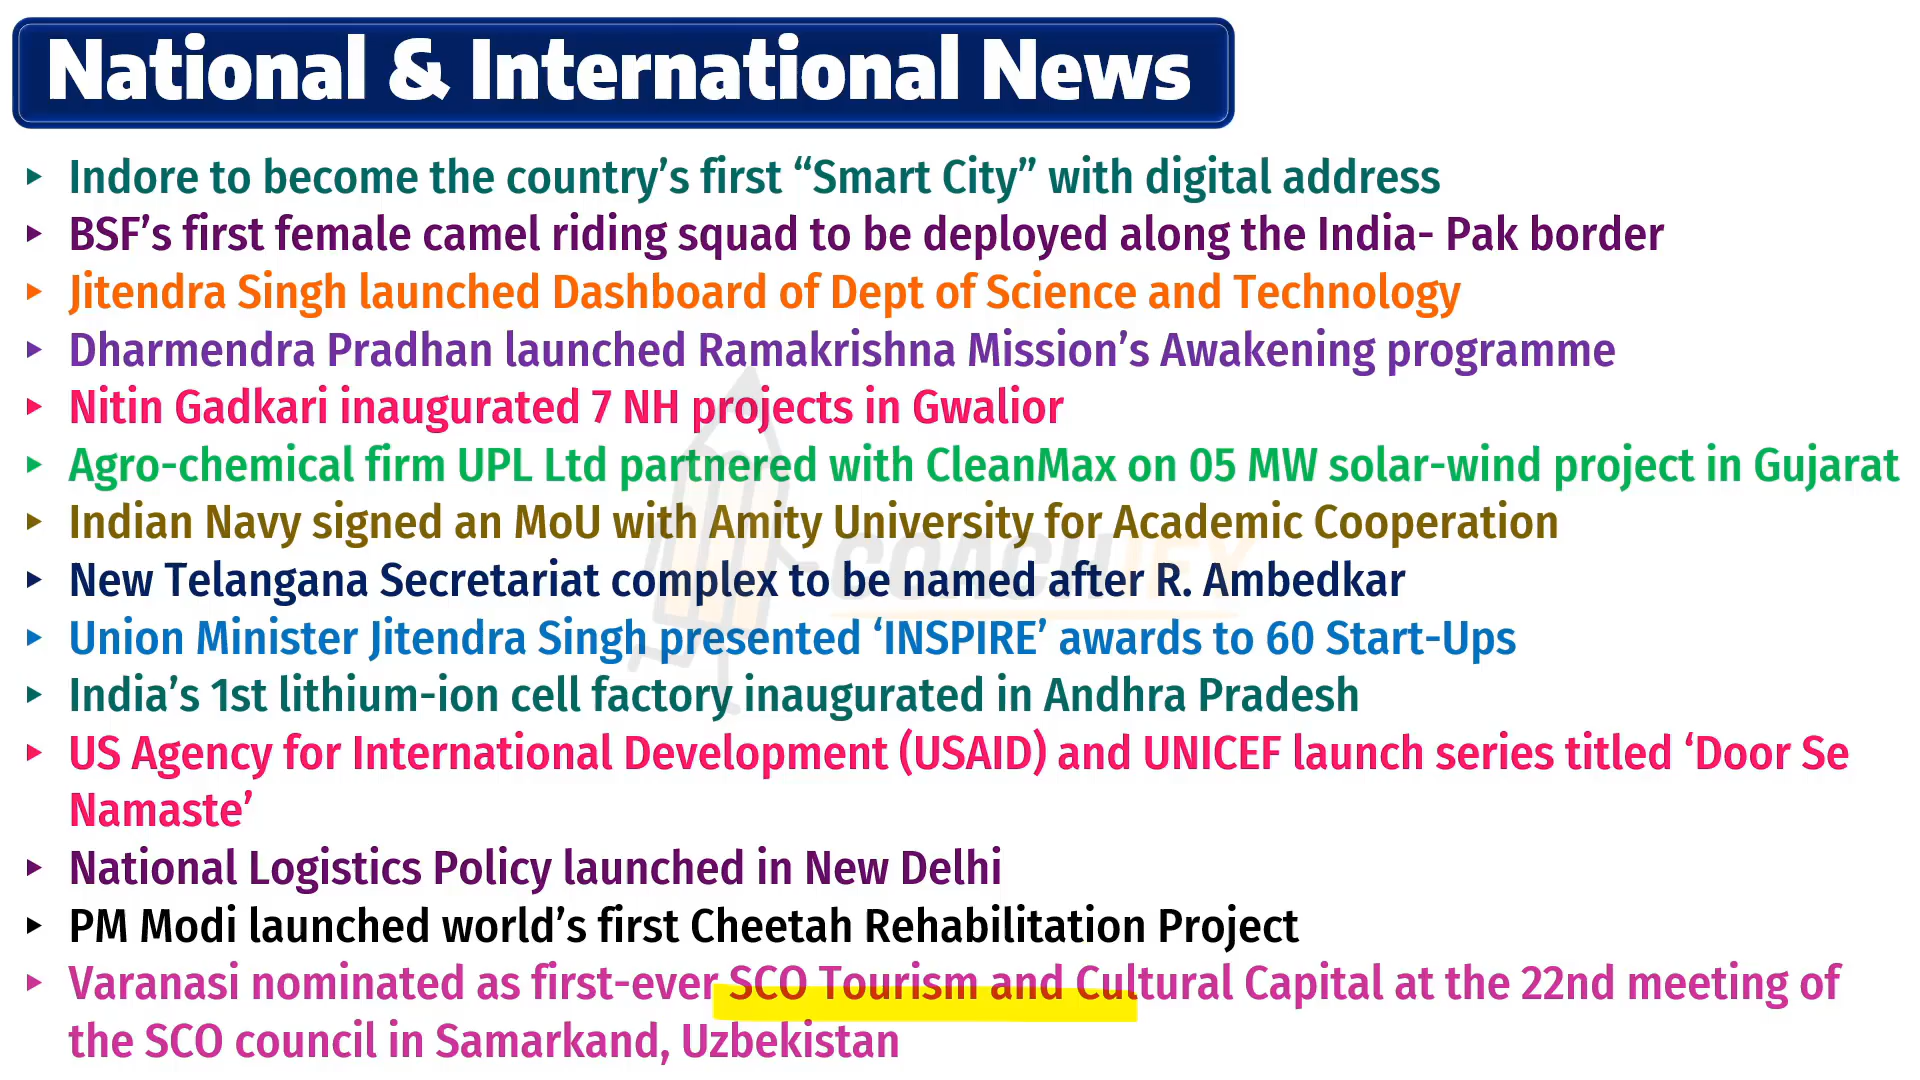 National & International News
▸ Indore to become the country’s first “Smart City” with digital address
▸ BSF’s first female camel riding squad to be deployed along the India- Pak border
▸ Jitendra Singh launched Dashboard of Dept of Science and Technology
▸ Dharmendra Pradhan launched Ramakrishna Mission’s Awakening programme
▸ Nitin Gadkari inaugurated 7 NH projects in Gwalior
▸ Agro-chemical firm UPL Ltd partnered with CleanMax on 05 MW solar-wind project in Gujarat
▸ Indian Navy signed an MoU with Amity University for Academic Cooperation
▸ New Telangana Secretariat complex to be named after R. Ambedkar
▸ Union Minister Jitendra Singh presented ‘INSPIRE’ awards to 60 Start-Ups
▸ India’s 1st lithium-ion cell factory inaugurated in Andhra Pradesh
▸ US Agency for International Development (USAID) and UNICEF launch series titled ‘Door Se
Namaste’
▸ National Logistics Policy launched in New Delhi
▸ PM Modi launched world’s first Cheetah Rehabilitation Project
▸ Varanasi nominated as first-ever SCO Tourism and Cultural Capital at the 22nd meeting of
the SCO council in Samarkand, Uzbekistan